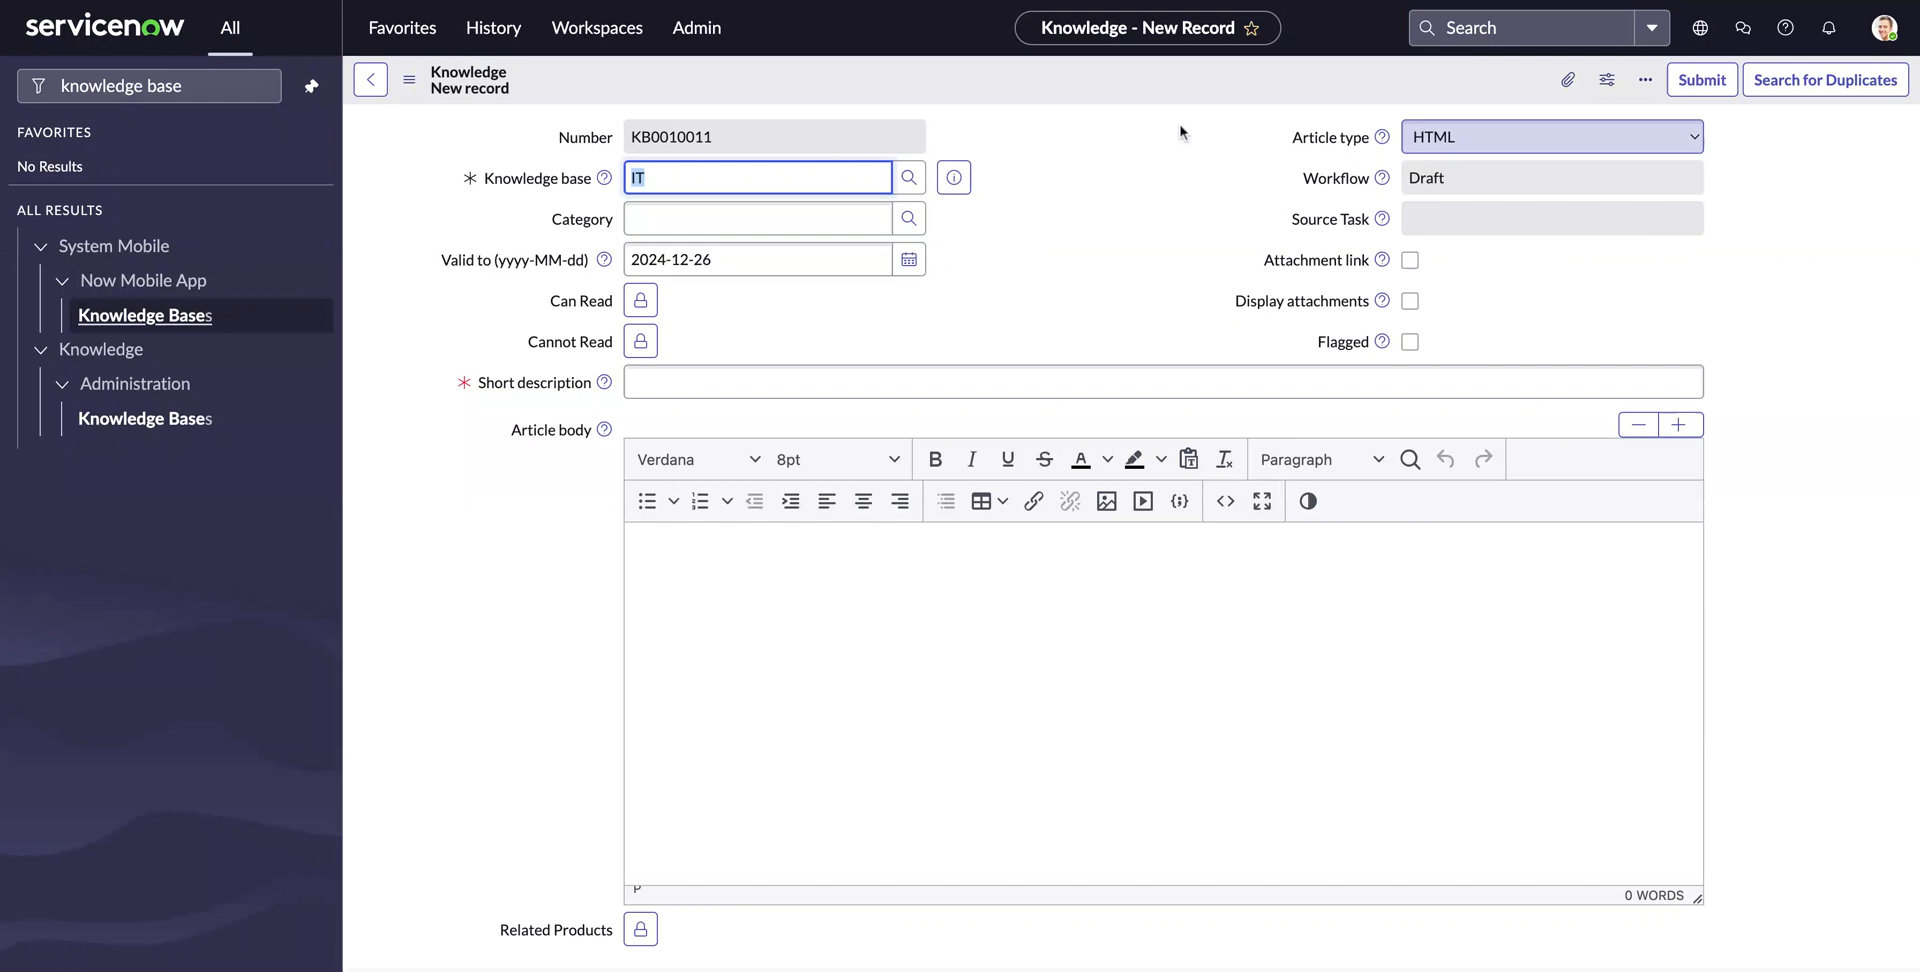 servicenow All Favorites History Workspaces Admin Knowledge - New Record Search
knowledge base
FAVORITES
No Results
ALL RESULTS
System Mobile
Now Mobile App
Knowledge Bases
Knowledge
Administration
Knowledge Bases
Knowledge
New record
Submit Search for Duplicates
Number KB0010011
Knowledge base IT
Category
Valid to (yyyy-MM-dd) 2024-12-26
Can Read
Cannot Read
Article type HTML
Workflow Draft
Source Task
Attachment link
Display attachments
Flagged
Short description
Article body
Verdana 8pt B I U S A Paragraph
P 0 WORDS
Related Products